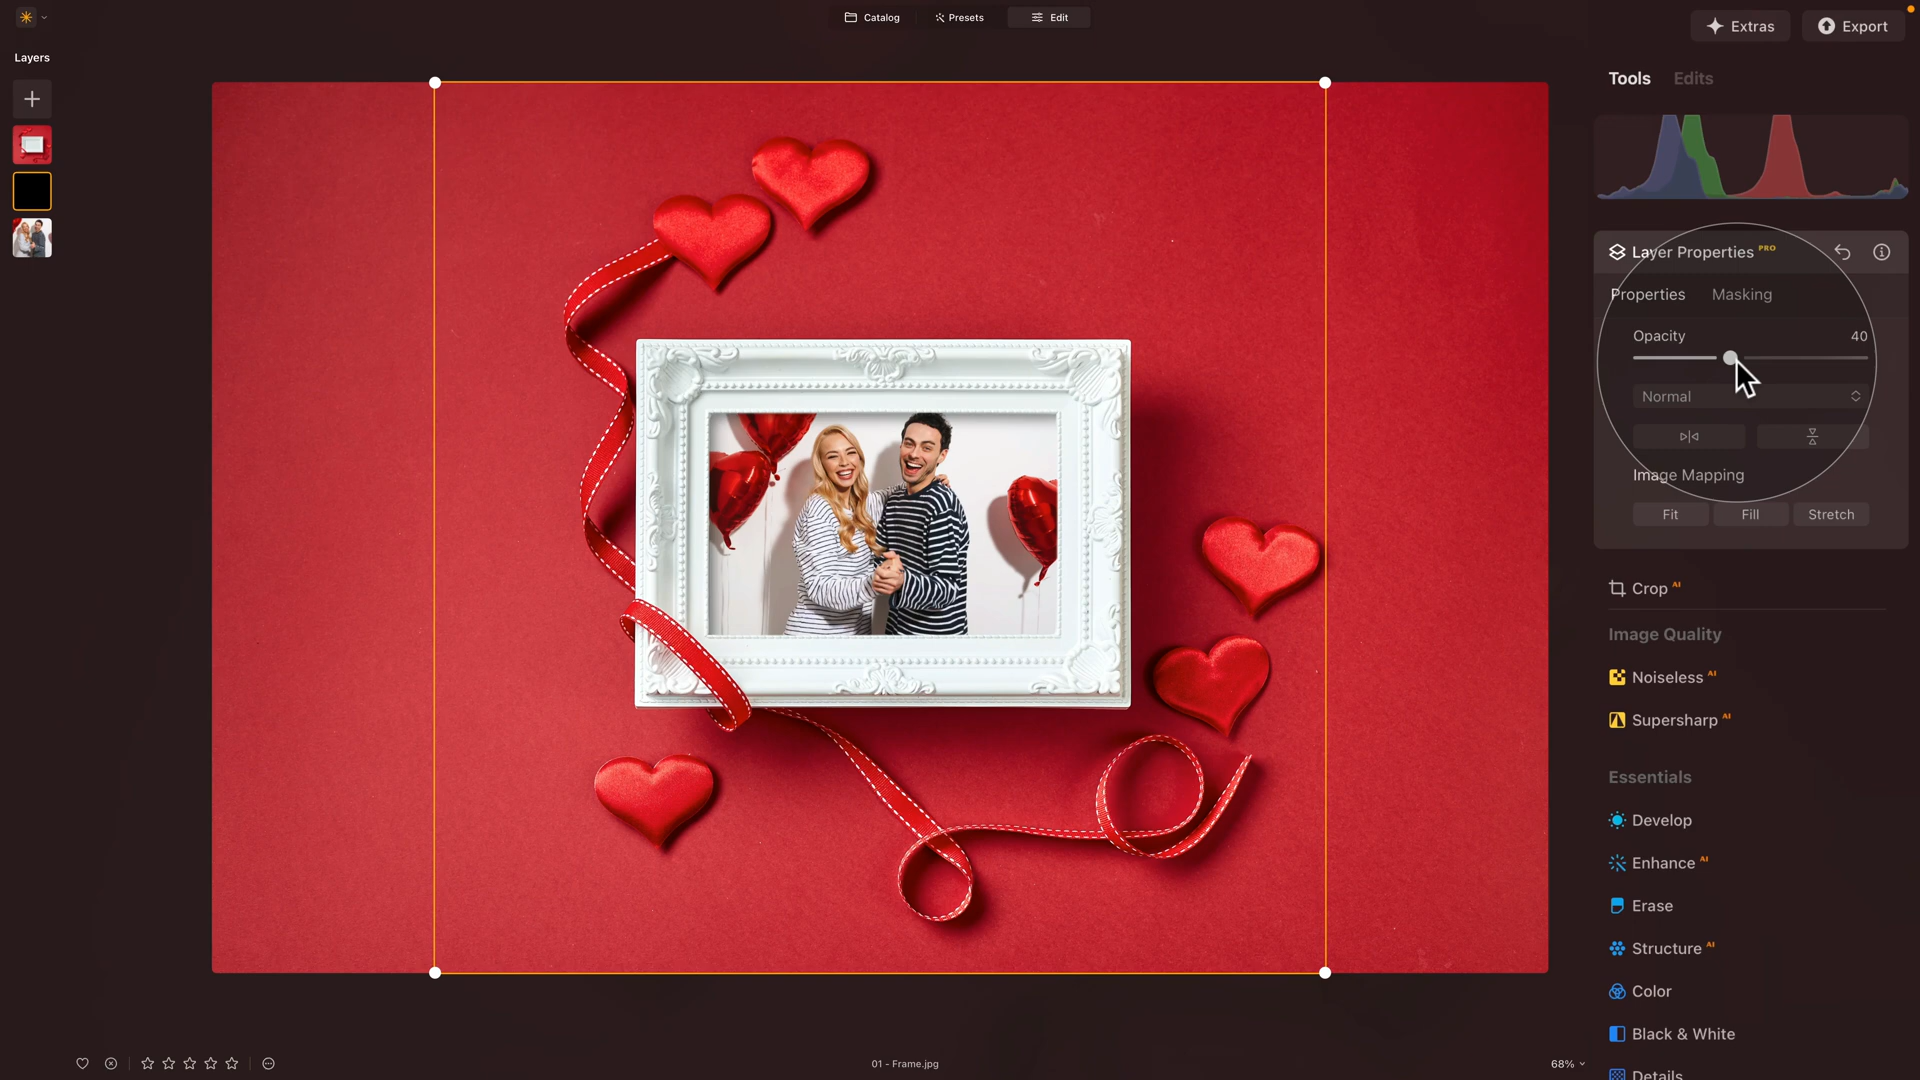 Catalog
Presets
Edit
Extras
Export
Layers
Tools
Edits
Layer Properties PRO
Properties
Masking
Opacity
40
Normal
Image Mapping
Fit
Fill
Stretch
Crop AI
Image Quality
Noiseless AI
Supersharp AI
Essentials
Develop
Enhance AI
Erase
Structure AI
Color
Black & White
Details
01 - Frame.jpg
68%